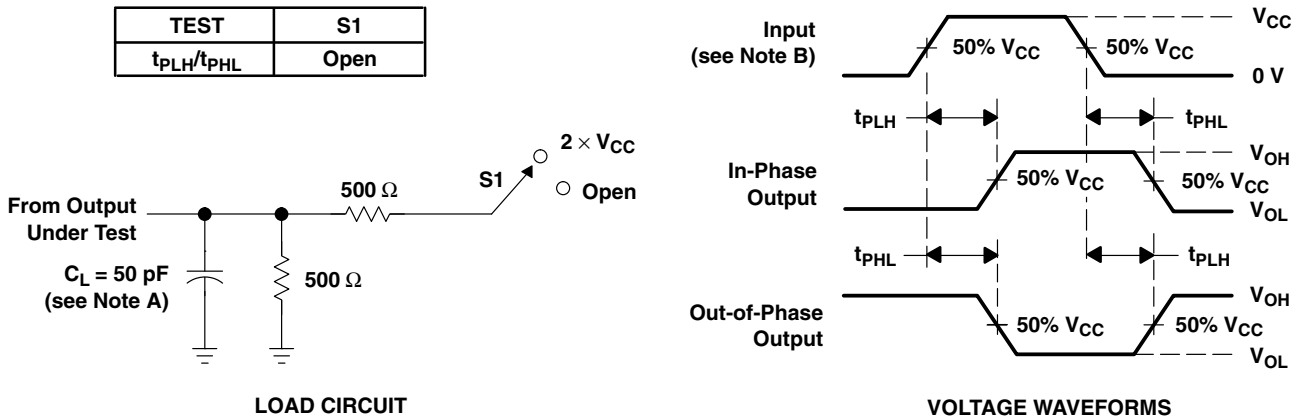 TEST S1
tPLH/tPHL Open
2 × VCC
S1
Open
500 Ω
From Output
Under Test
CL = 50 pF
(see Note A)
500 Ω
LOAD CIRCUIT
Input
(see Note B)
50% VCC
50% VCC
VCC
0 V
tPLH
tPHL
In-Phase
Output
50% VCC
50% VCC
VOH
VOL
tPHL
tPLH
Out-of-Phase
Output
50% VCC
50% VCC
VOH
VOL
VOLTAGE WAVEFORMS